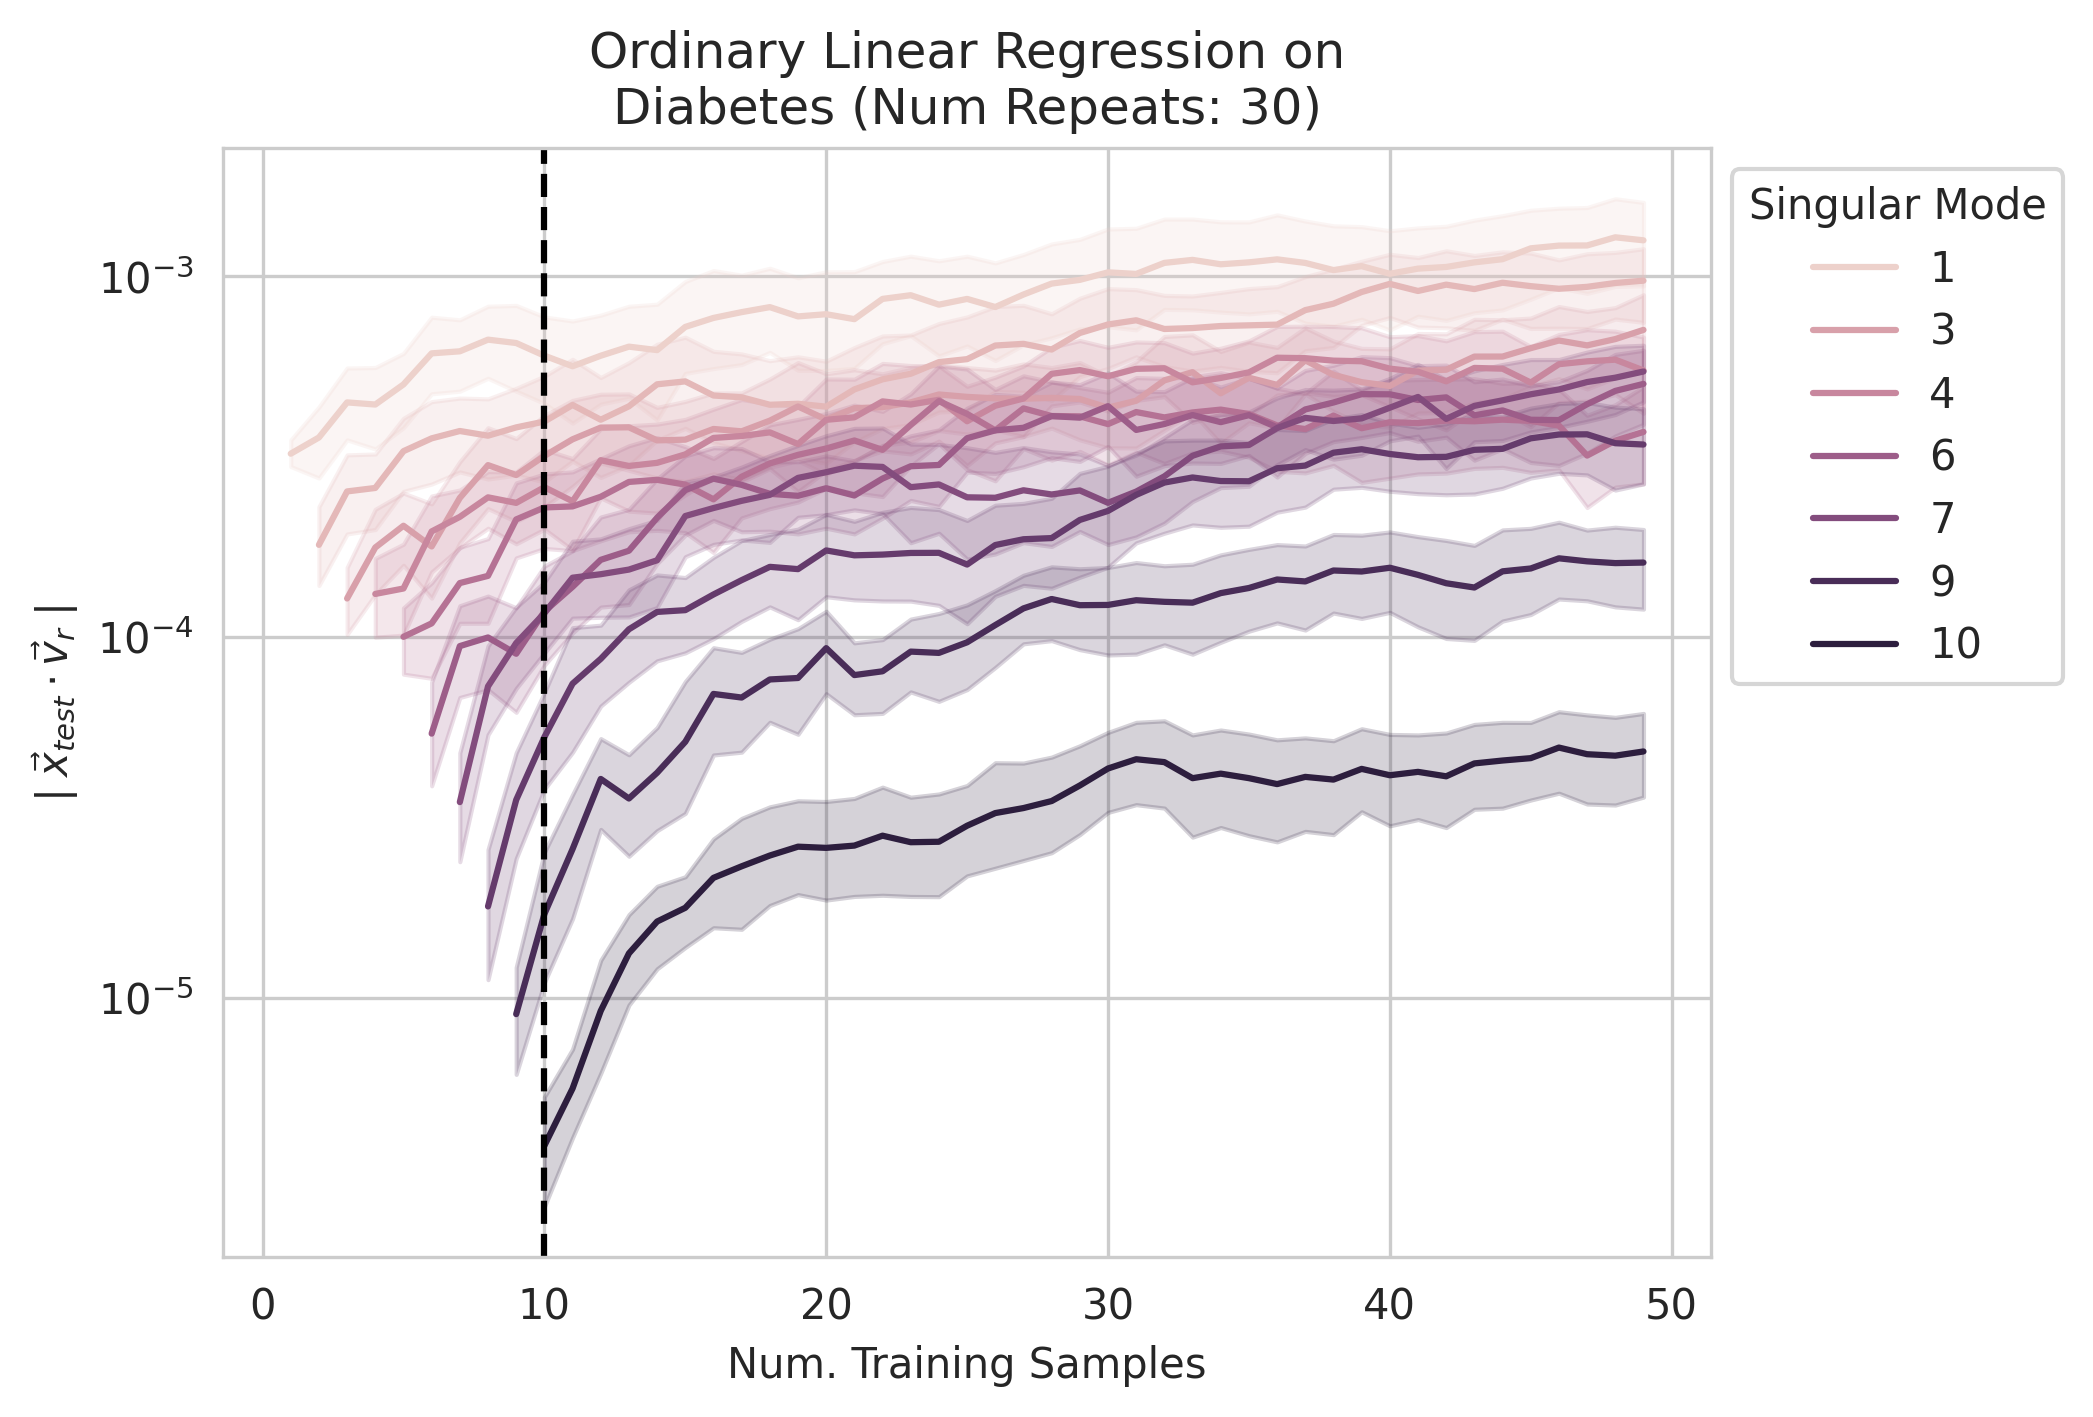 Ordinary Linear Regression on
Diabetes (Num Repeats: 30)
| x⃗_test · v⃗_r |
10⁻³
10⁻⁴
10⁻⁵
0 10 20 30 40 50
Num. Training Samples
Singular Mode
1
3
4
6
7
9
10